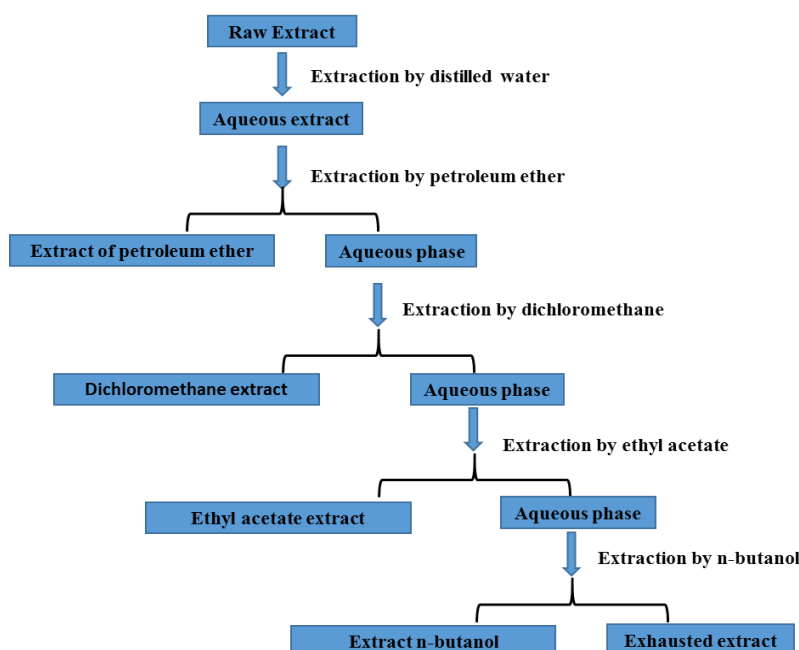 Raw Extract
Extraction by distilled water
Aqueous extract
Extraction by petroleum ether
Extract of petroleum ether
Aqueous phase
Extraction by dichloromethane
Dichloromethane extract
Aqueous phase
Extraction by ethyl acetate
Ethyl acetate extract
Aqueous phase
Extraction by n-butanol
Extract n-butanol
Exhausted extract